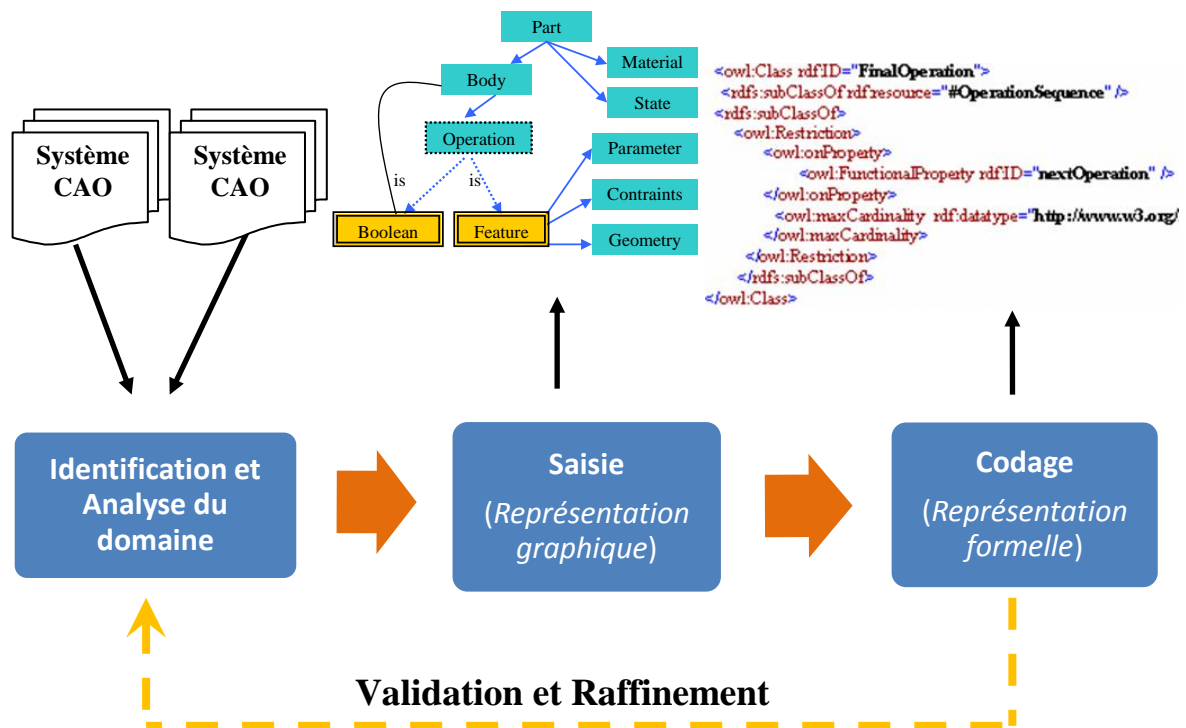 Système
CAO
Système
CAO
Part
Body
Material
State
Operation
is
is
Parameter
Contraints
Boolean
Feature
Geometry
<owl:Class rdf:ID="FinalOperation">
<rdfs:subClassOf rdf:resource="#OperationSequence" />
<rdfs:subClassOf>
<owl:Restriction>
<owl:onProperty>
<owl:FunctionalProperty rdf:ID="nextOperation" />
</owl:onProperty>
<owl:maxCardinality rdf:datatype="http://www.w3.org/
</owl:maxCardinality>
</owl:Restriction>
</rdfs:subClassOf>
</owl:Class>
Identification et
Analyse du
domaine
Saisie
(Représentation
graphique)
Codage
(Représentation
formelle)
Validation et Raffinement